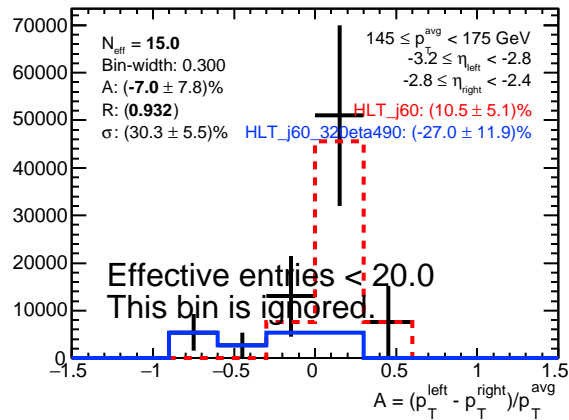 70000
60000
50000
40000
30000
20000
10000
0
N_eff = 15.0
Bin-width: 0.300
A: (-7.0 ± 7.8)%
R: (0.932)
σ: (30.3 ± 5.5)%
145 ≤ p_T^avg < 175 GeV
-3.2 ≤ η_left < -2.8
-2.8 ≤ η_right < -2.4
HLT_j60: (10.5 ± 5.1)%
HLT_j60_320eta490: (-27.0 ± 11.9)%
Effective entries < 20.0
This bin is ignored.
−1.5 −1 −0.5 0 0.5 1 1.5
A = (p_T^left - p_T^right)/p_T^avg